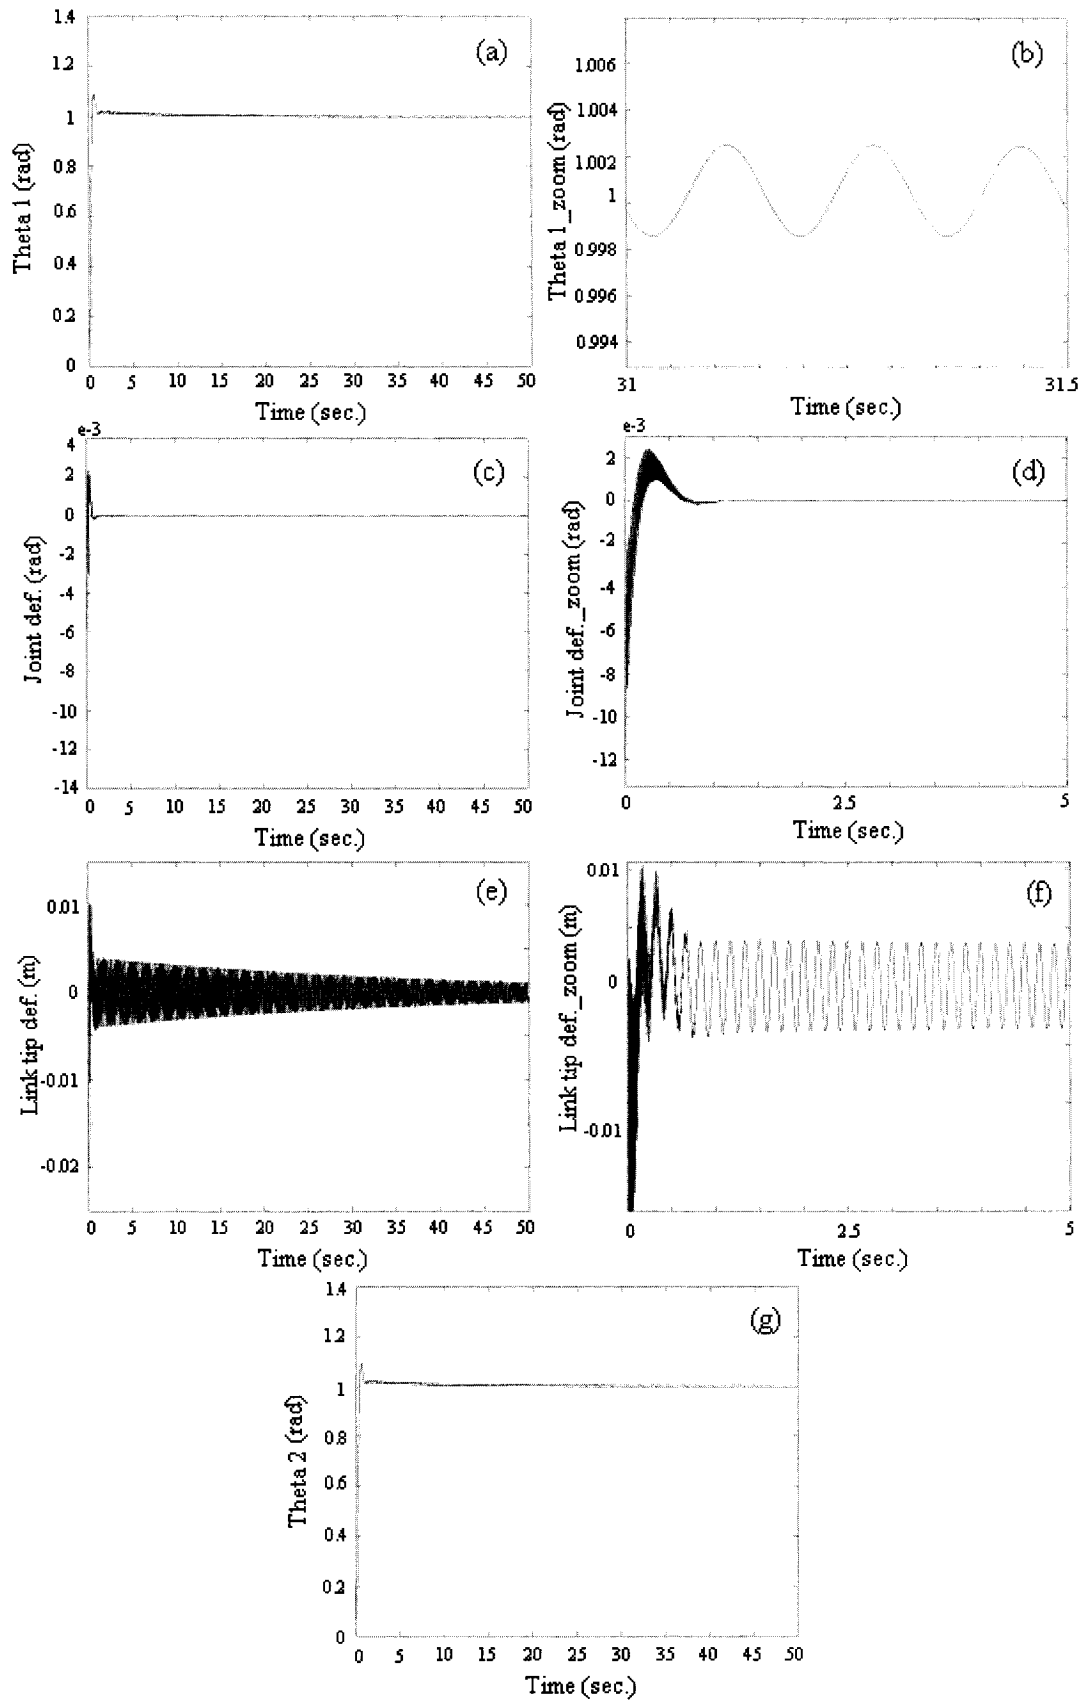 (a)
Theta 1 (rad)
1.4
1.2
1
0.8
0.6
0.4
0.2
0
0 5 10 15 20 25 30 35 40 45 50
Time (sec.)
(b)
Theta 1_zoom (rad)
1.006
1.004
1.002
1
0.998
0.996
0.994
31 31.5
Time (sec.)
(c)
e-3
Joint def. (rad)
4
2
0
-2
-4
-6
-8
-10
-12
-14
0 5 10 15 20 25 30 35 40 45 50
Time (sec.)
(d)
e-3
Joint def._zoom (rad)
2
0
-2
-4
-6
-8
-10
-12
0 2.5 5
Time (sec.)
(e)
Link tip def. (m)
0.01
0
-0.01
-0.02
0 5 10 15 20 25 30 35 40 45 50
Time (sec.)
(f)
Link tip def._zoom (m)
0.01
0
-0.01
0 2.5 5
Time (sec.)
(g)
Theta 2 (rad)
1.4
1.2
1
0.8
0.6
0.4
0.2
0
0 5 10 15 20 25 30 35 40 45 50
Time (sec.)